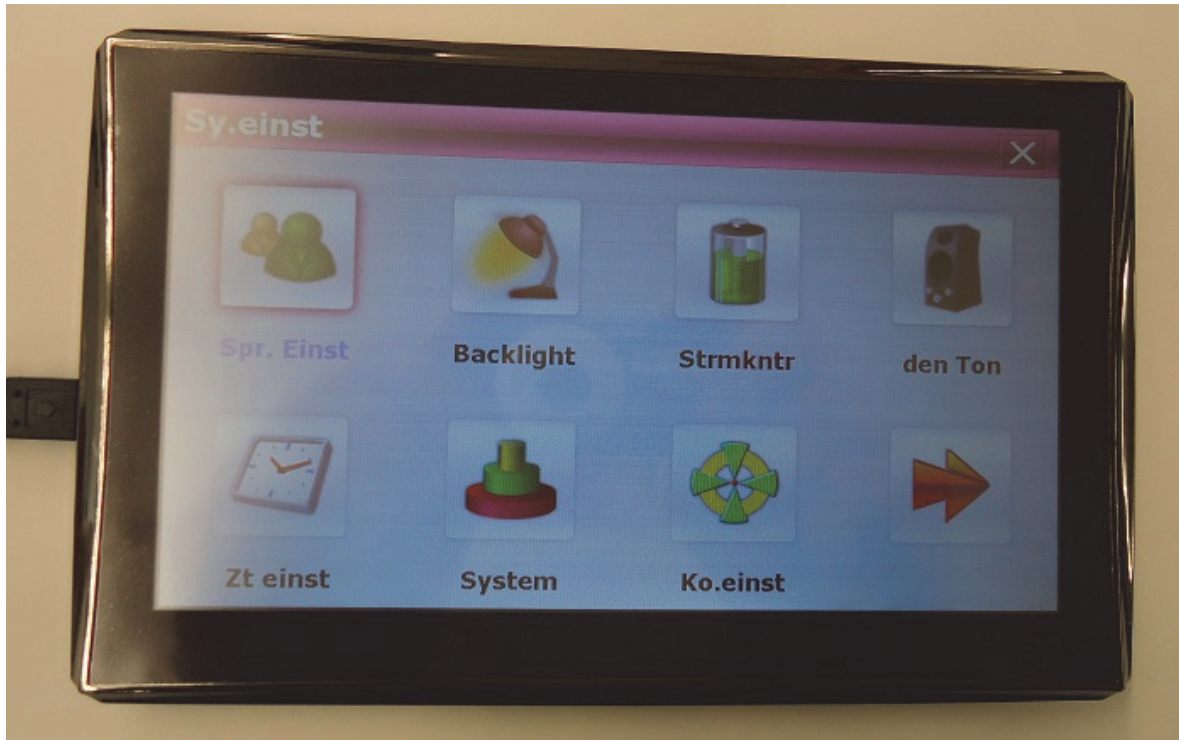 Sy.einst
Spr. Einst
Backlight
Strmkntr
den Ton
Zt einst
System
Ko.einst